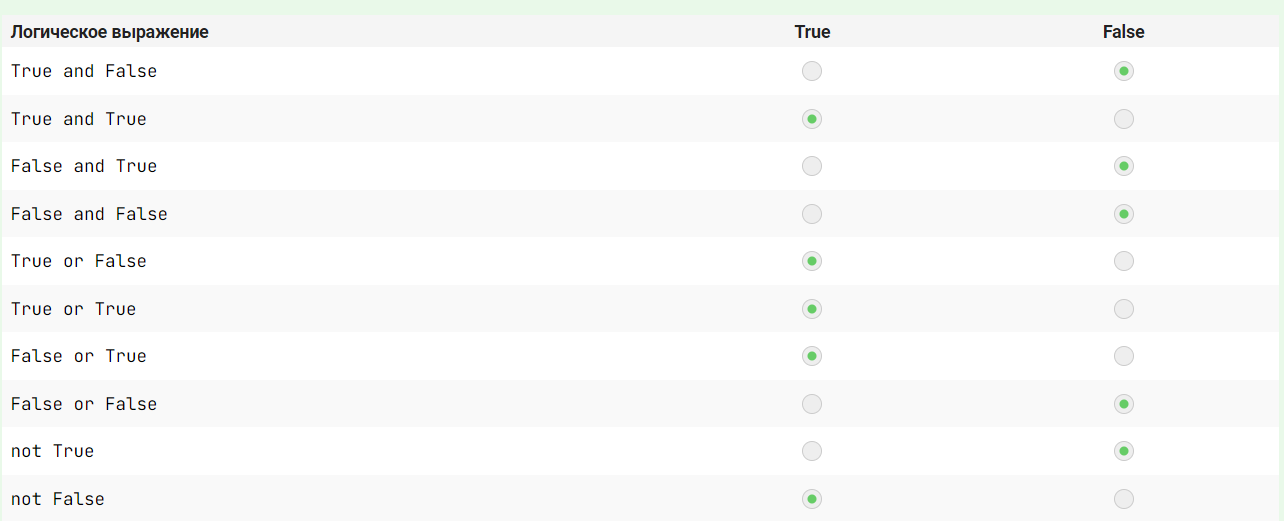 Логическое выражение True False
True and False
True and True
False and True
False and False
True or False
True or True
False or True
False or False
not True
not False